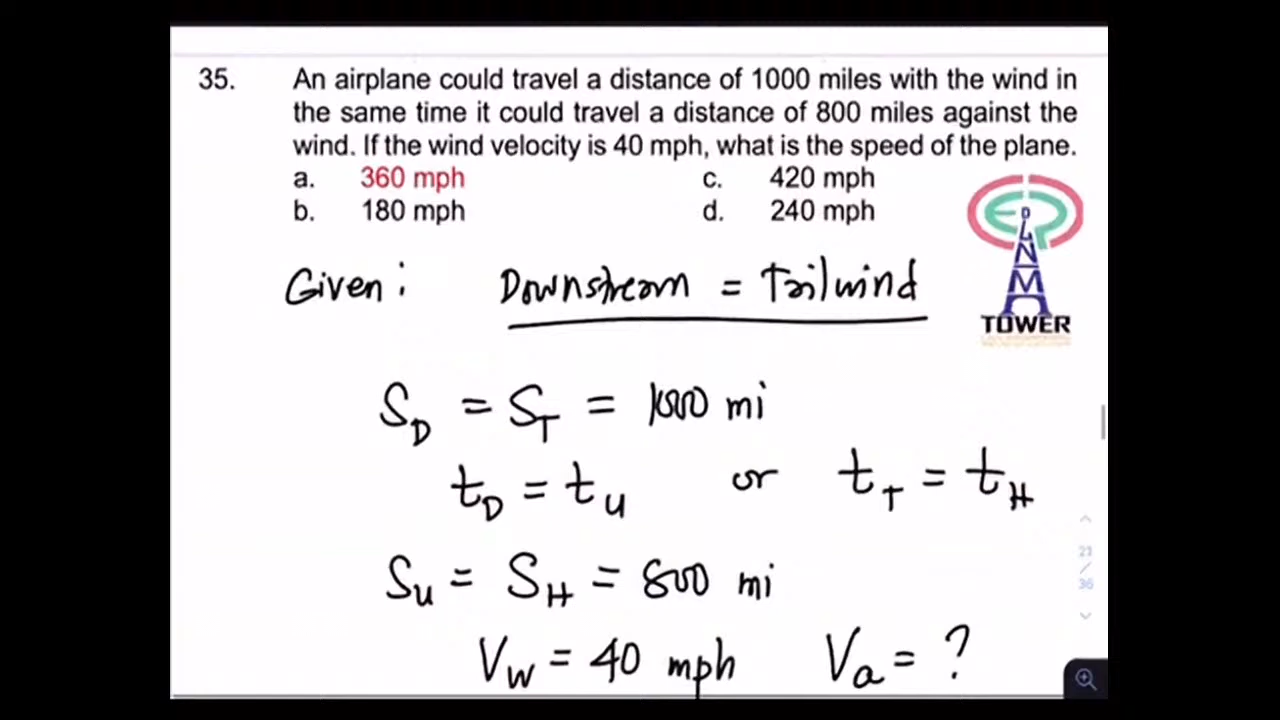 35. An airplane could travel a distance of 1000 miles with the wind in
the same time it could travel a distance of 800 miles against the
wind. If the wind velocity is 40 mph, what is the speed of the plane.
a. 360 mph c. 420 mph
b. 180 mph d. 240 mph
Given: Downstream = Tailwind
TOWER
S_D = S_T = 1000 mi
t_D = t_U or t_T = t_H
S_U = S_H = 800 mi
V_W = 40 mph V_a = ?
21
/
36